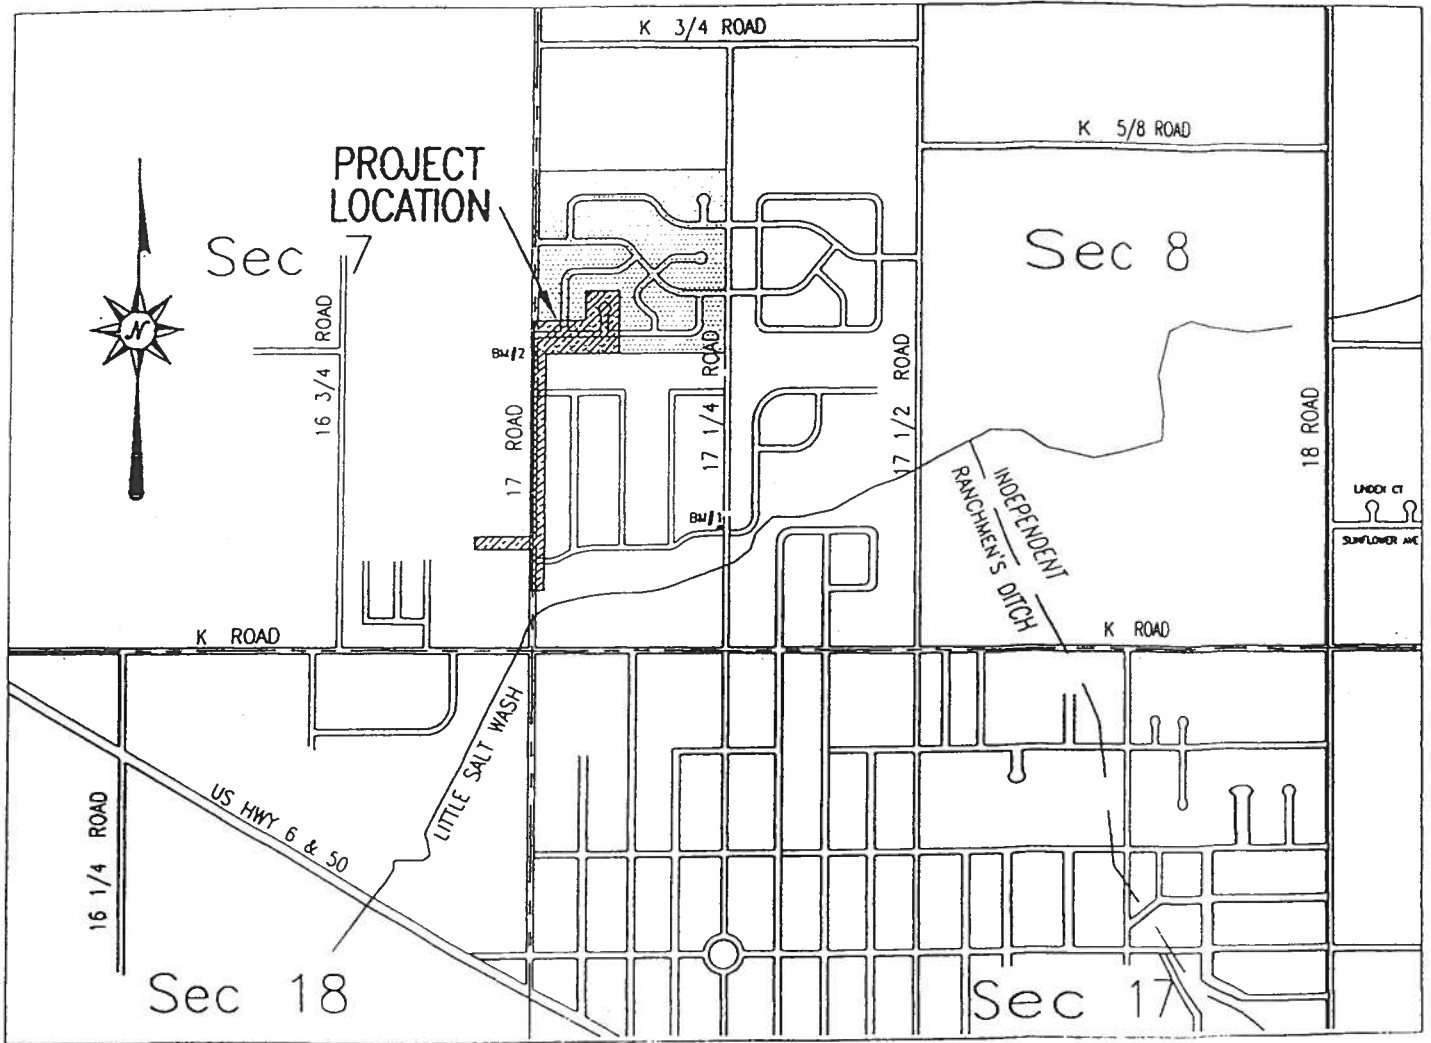 K 3/4 ROAD
K 5/8 ROAD
PROJECT
LOCATION
Sec 7
Sec 8
N
16 3/4 ROAD
BM#2
17 ROAD
17 1/4 ROAD
17 1/2 ROAD
18 ROAD
BM#1
INDEPENDENT
RANCHMEN'S DITCH
LINDEN CT
SUNFLOWER AVE
K ROAD
K ROAD
LITTLE SALT WASH
US HWY 6 & 50
16 1/4 ROAD
Sec 18
Sec 17